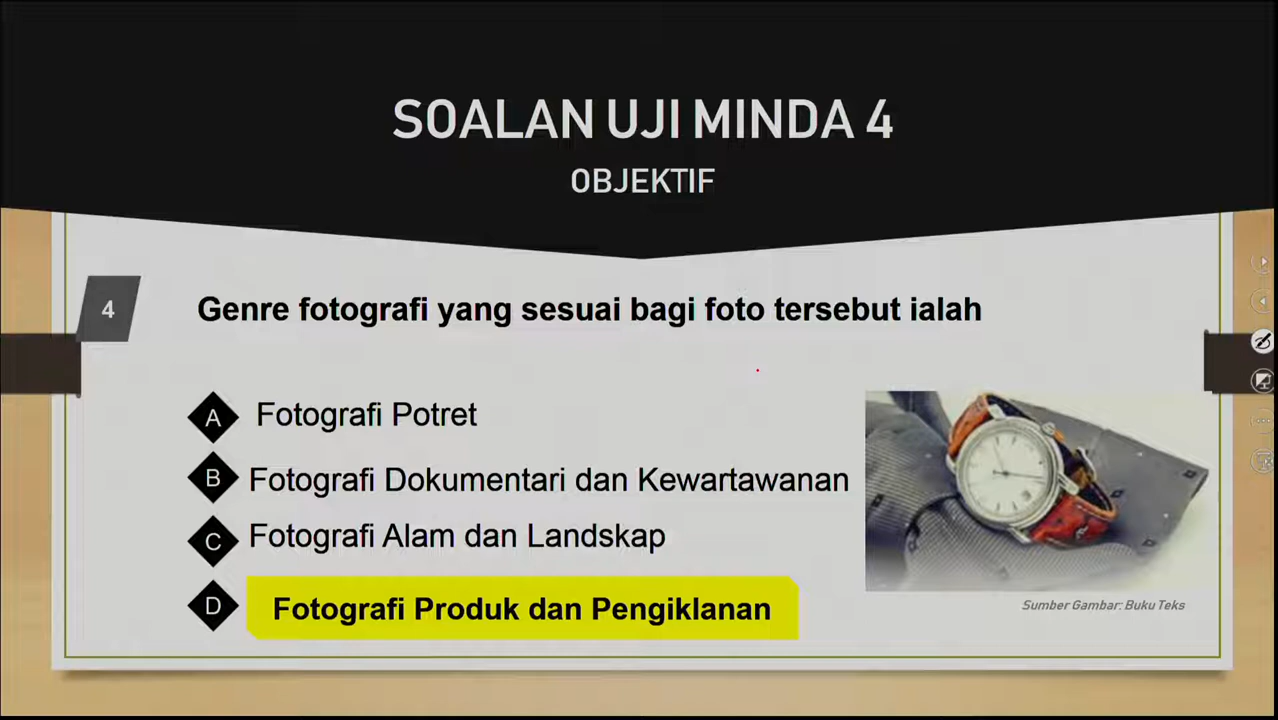 SOALAN UJI MINDA 4
OBJEKTIF
4
Genre fotografi yang sesuai bagi foto tersebut ialah
A Fotografi Potret
B Fotografi Dokumentari dan Kewartawanan
C Fotografi Alam dan Landskap
D Fotografi Produk dan Pengiklanan
Sumber Gambar: Buku Teks